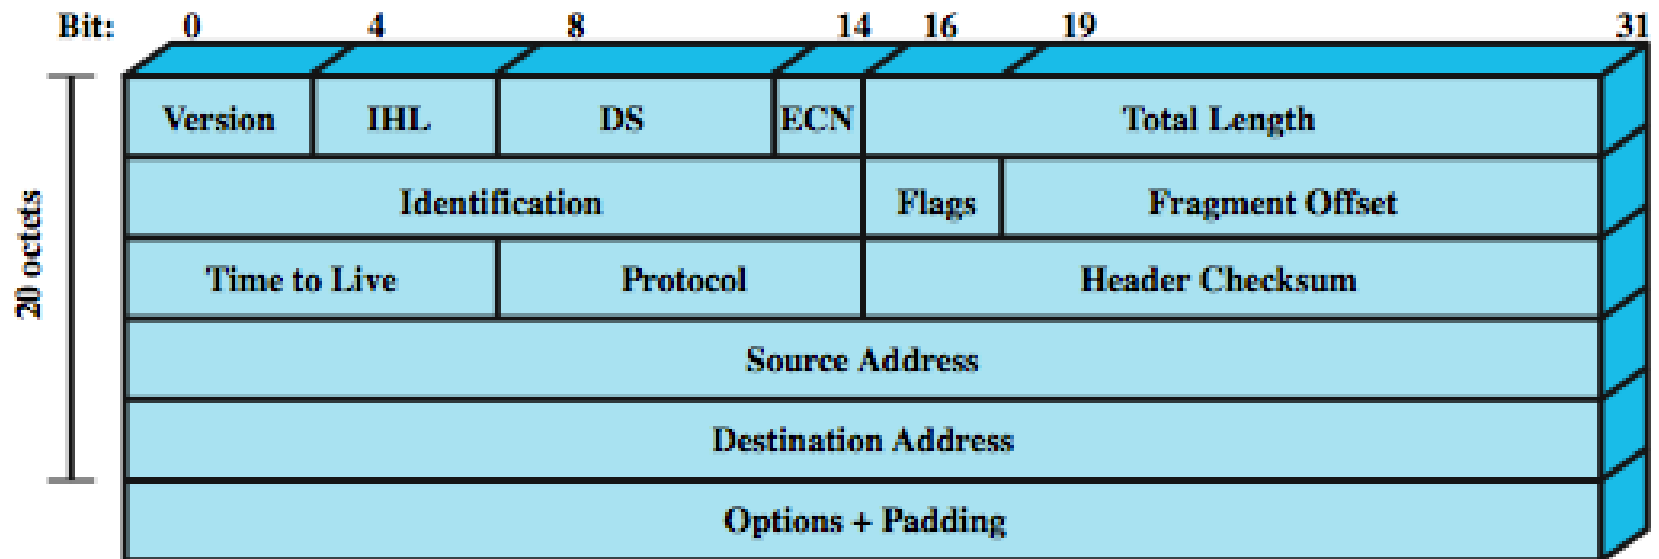 Bit: 0 4 8 14 16 19 31
Version IHL DS ECN Total Length
Identification Flags Fragment Offset
Time to Live Protocol Header Checksum
Source Address
Destination Address
Options + Padding
20 octets